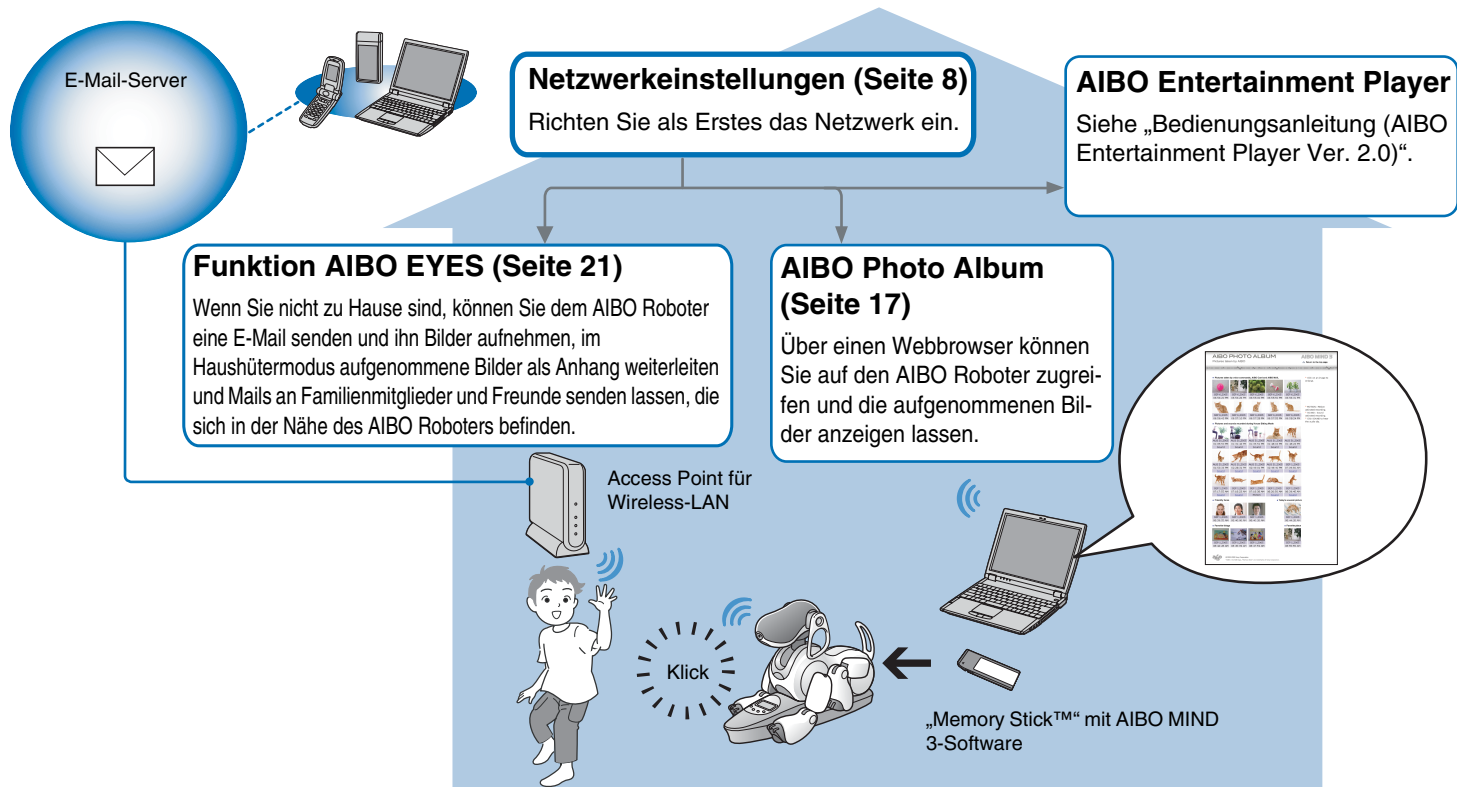 E-Mail-Server
Netzwerkeinstellungen (Seite 8)
Richten Sie als Erstes das Netzwerk ein.
AIBO Entertainment Player
Siehe „Bedienungsanleitung (AIBO
Entertainment Player Ver. 2.0)“.
Funktion AIBO EYES (Seite 21)
Wenn Sie nicht zu Hause sind, können Sie dem AIBO Roboter
eine E-Mail senden und ihn Bilder aufnehmen, im
Haushütermodus aufgenommene Bilder als Anhang weiterleiten
und Mails an Familienmitglieder und Freunde senden lassen, die
sich in der Nähe des AIBO Roboters befinden.
AIBO Photo Album
(Seite 17)
Über einen Webbrowser können
Sie auf den AIBO Roboter zugrei-
fen und die aufgenommenen Bil-
der anzeigen lassen.
AIBO PHOTO ALBUM
AIBO MIND 3
Access Point für
Wireless-LAN
Klick
„Memory Stick™“ mit AIBO MIND
3-Software